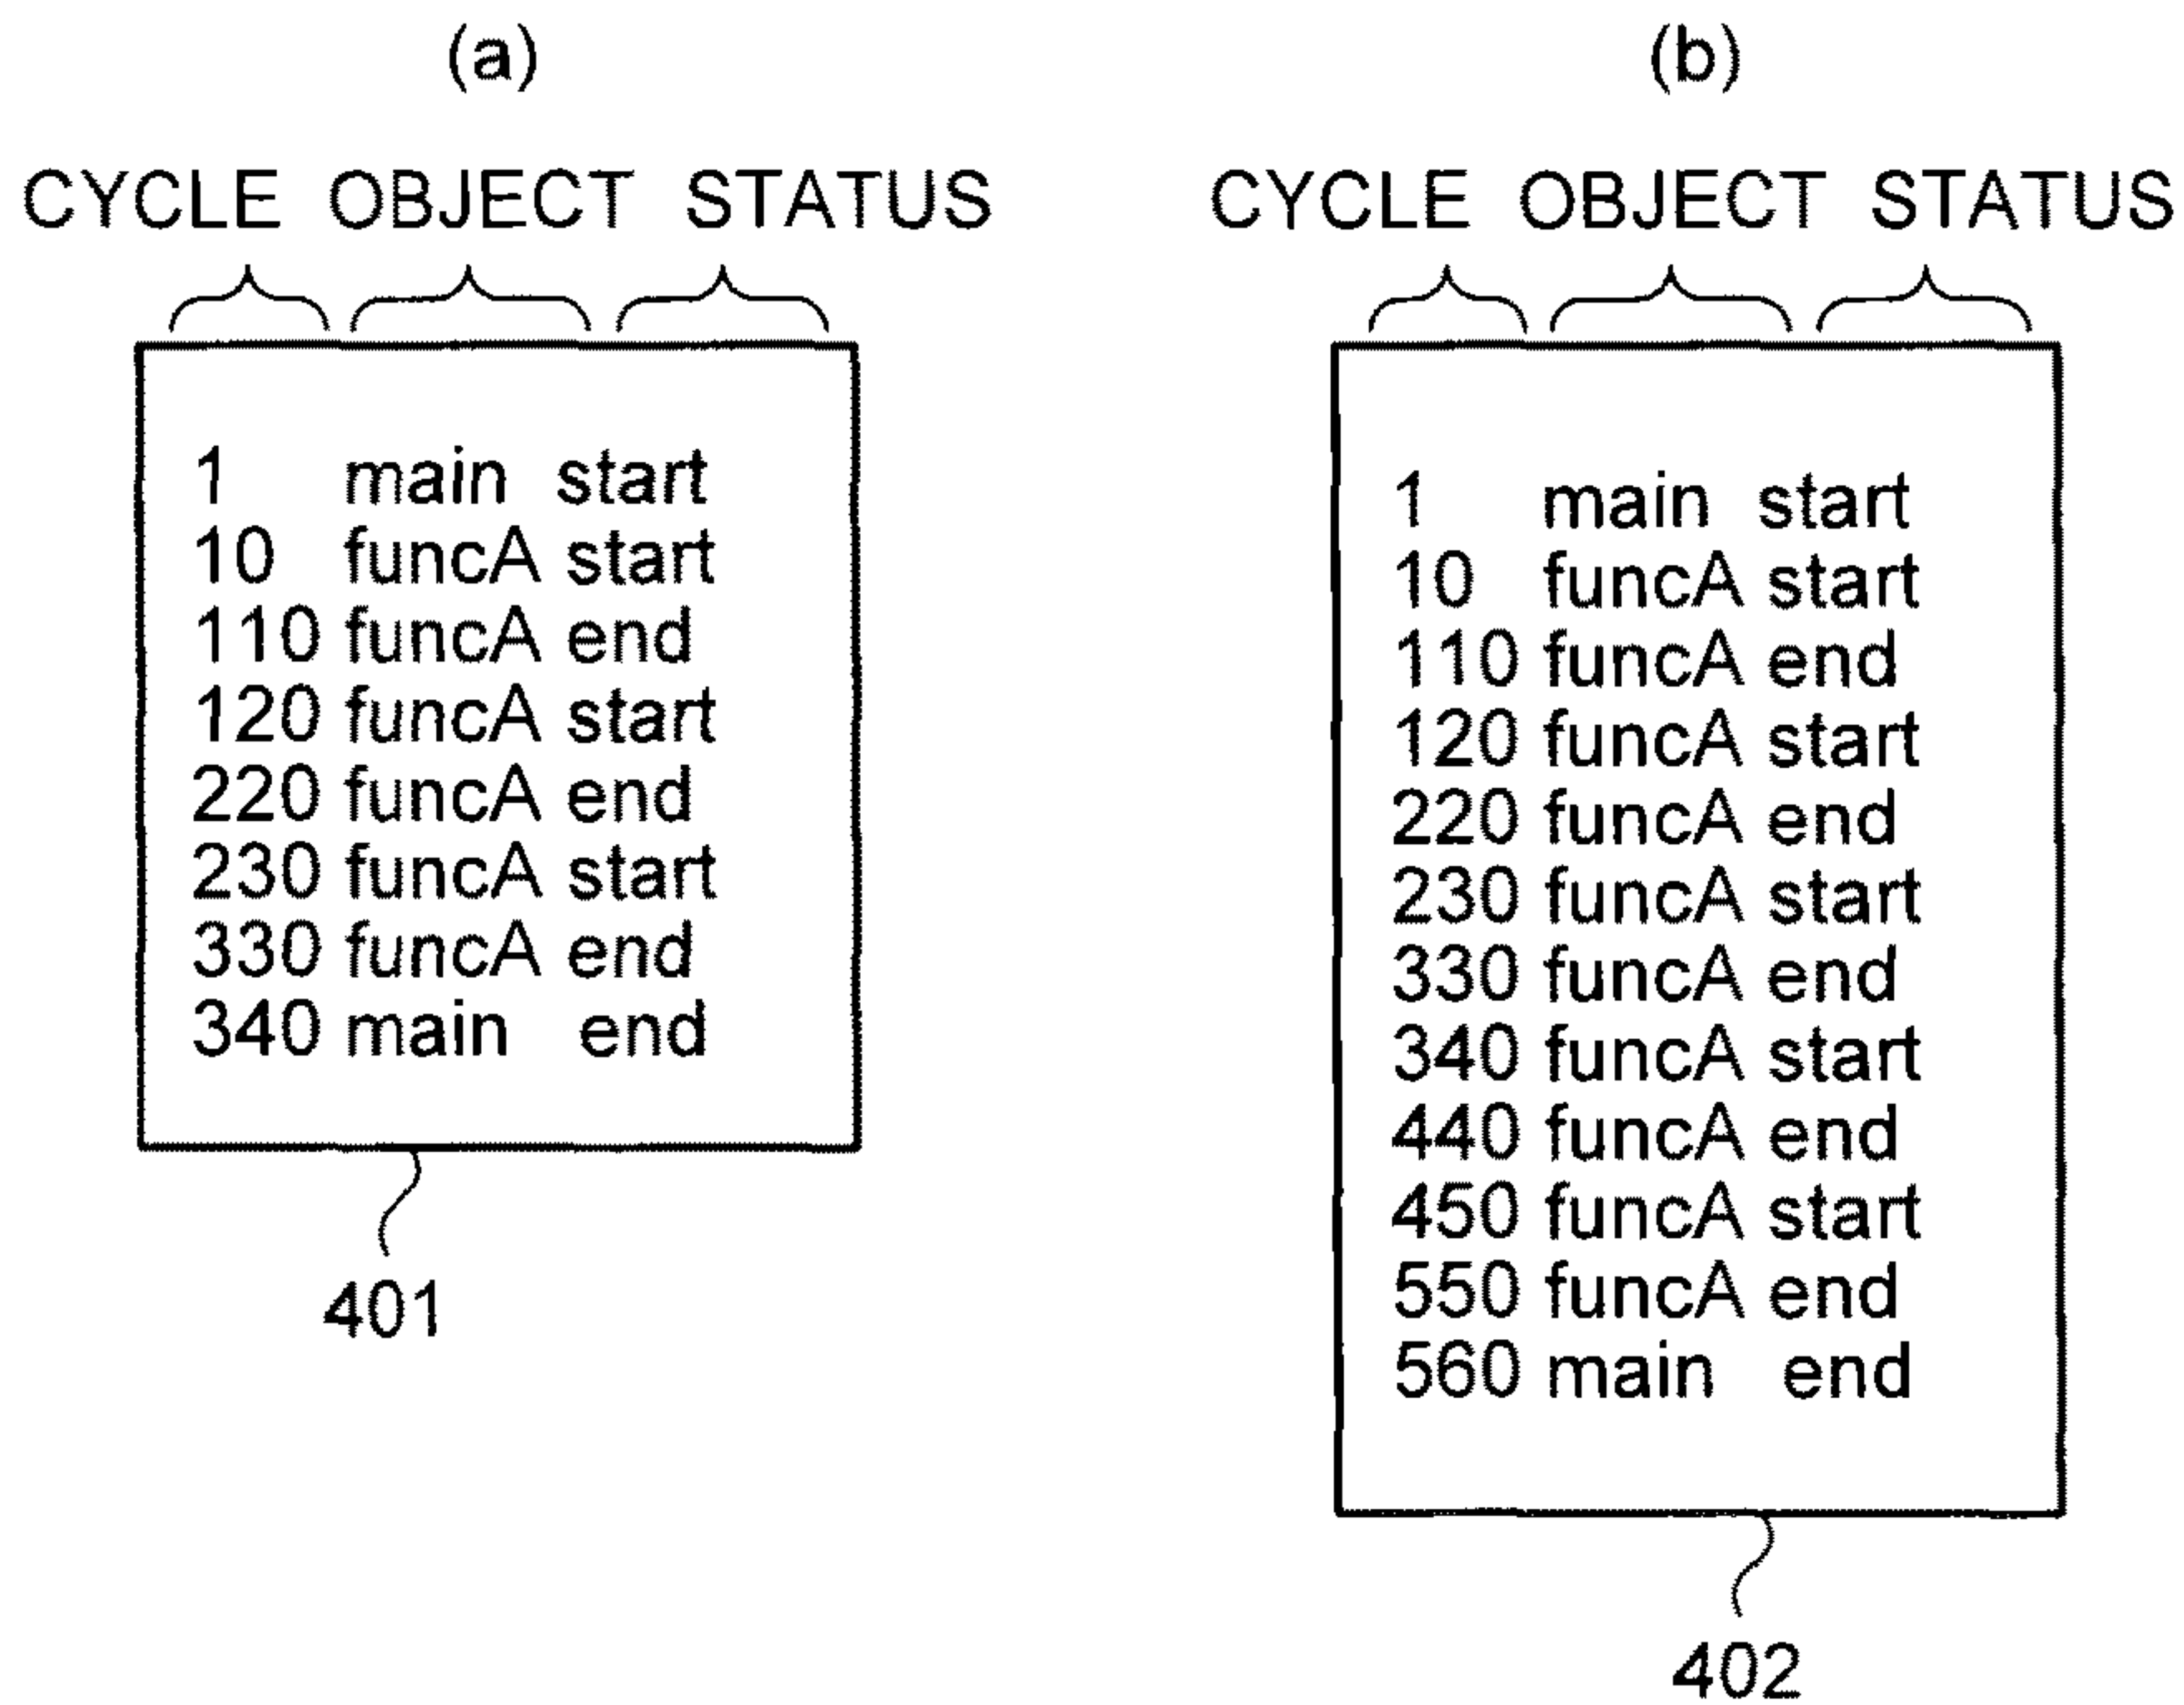 (a)
CYCLE OBJECT STATUS
1 main start
10 funcA start
110 funcA end
120 funcA start
220 funcA end
230 funcA start
330 funcA end
340 main end
401
(b)
CYCLE OBJECT STATUS
1 main start
10 funcA start
110 funcA end
120 funcA start
220 funcA end
230 funcA start
330 funcA end
340 funcA start
440 funcA end
450 funcA start
550 funcA end
560 main end
402